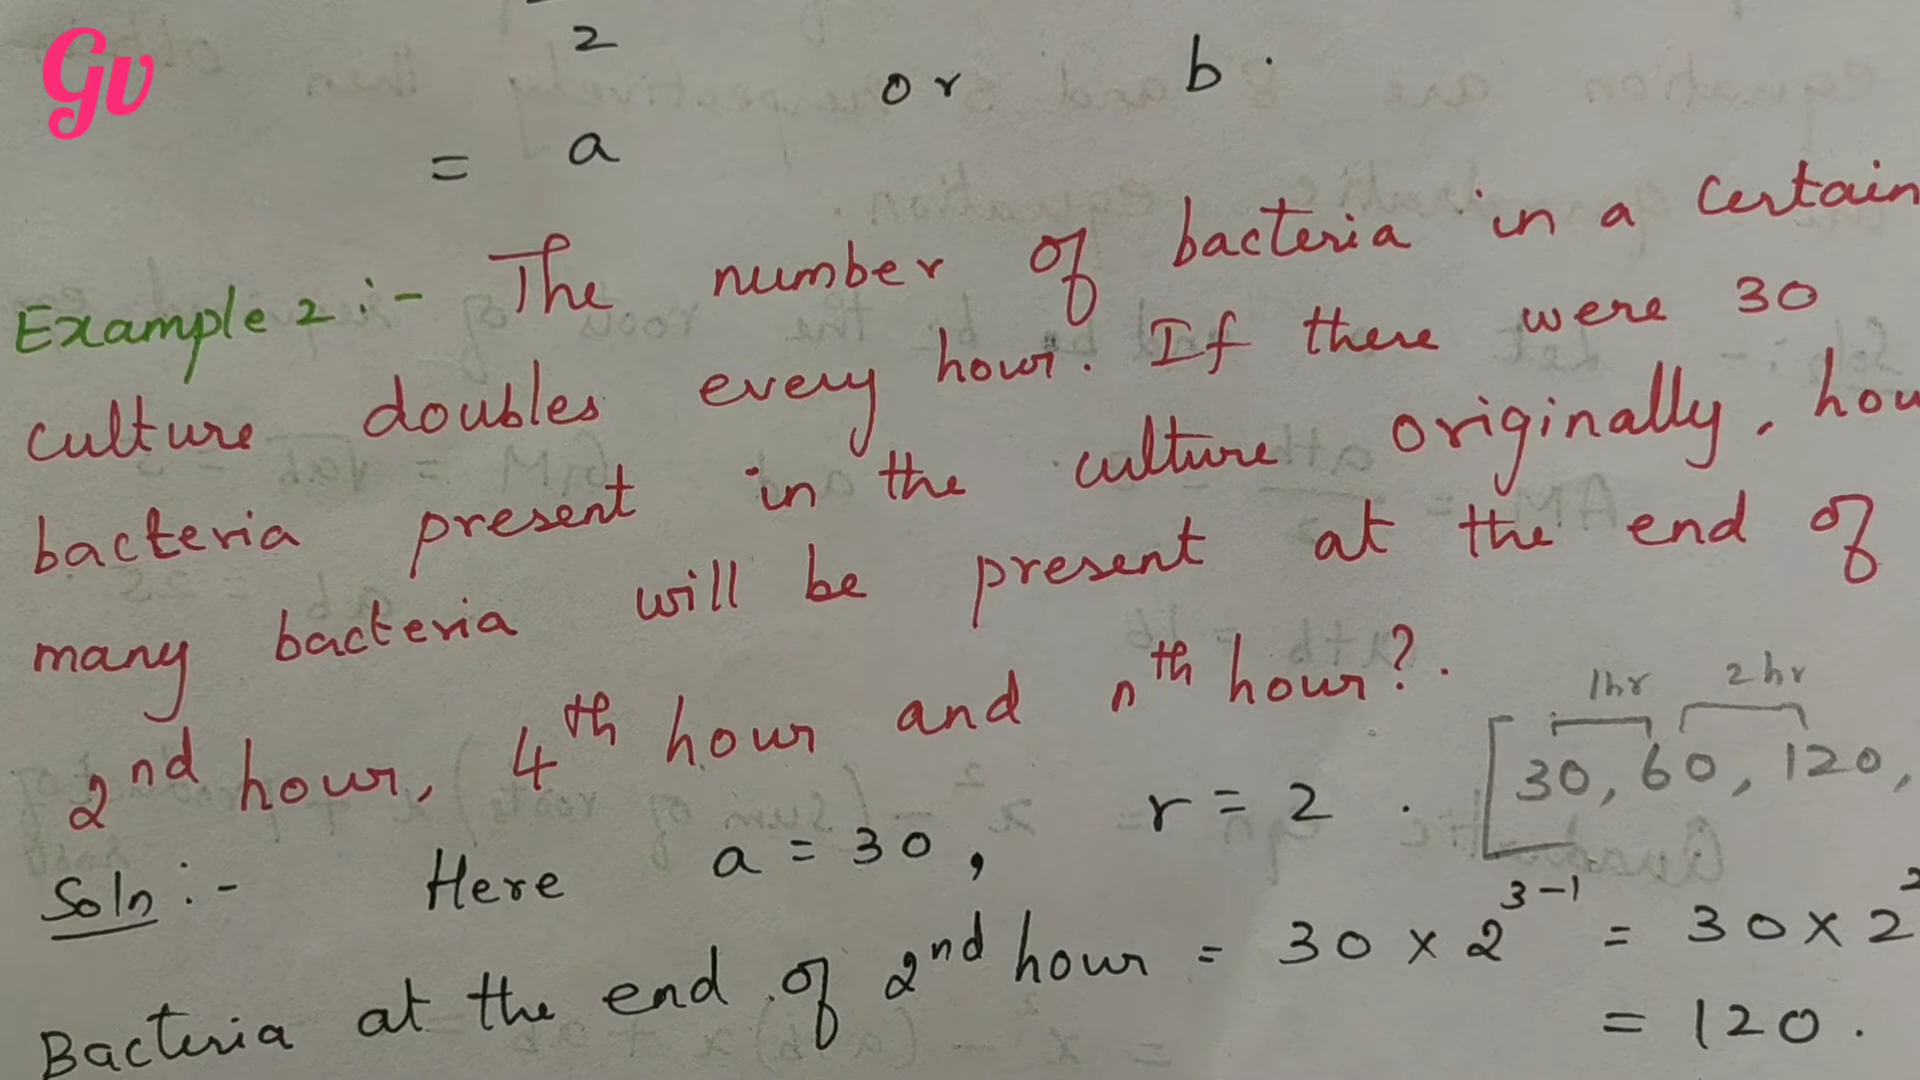 Gv
2
or b.
= a
Example 2 :- The number of bacteria in a certain
culture doubles every hour. If there were 30
bacteria present in the culture originally, how
many bacteria will be present at the end of
2nd hour, 4th hour and nth hour?.
1hr 2hr
Soln :- Here a = 30, r = 2 . [30, 60, 120,
Bacteria at the end of 2nd hour = 30 × 2^3-1 = 30 × 2^2
= 120.